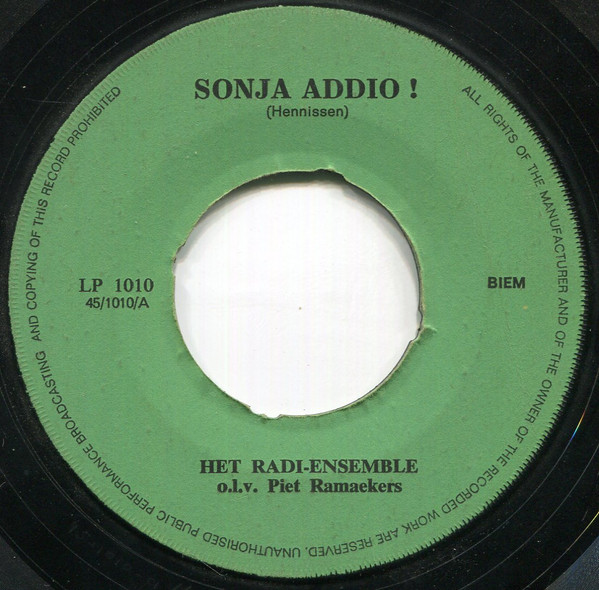 SONJA ADDIO !
(Hennissen)
LP 1010
45/1010/A
BIEM
HET RADI-ENSEMBLE
o.l.v. Piet Ramaekers
ALL RIGHTS OF THE MANUFACTURER AND OF THE OWNER OF THE RECORDED WORK ARE RESERVED. UNAUTHORISED PUBLIC PERFORMANCE BROADCASTING AND COPYING OF THIS RECORD PROHIBITED